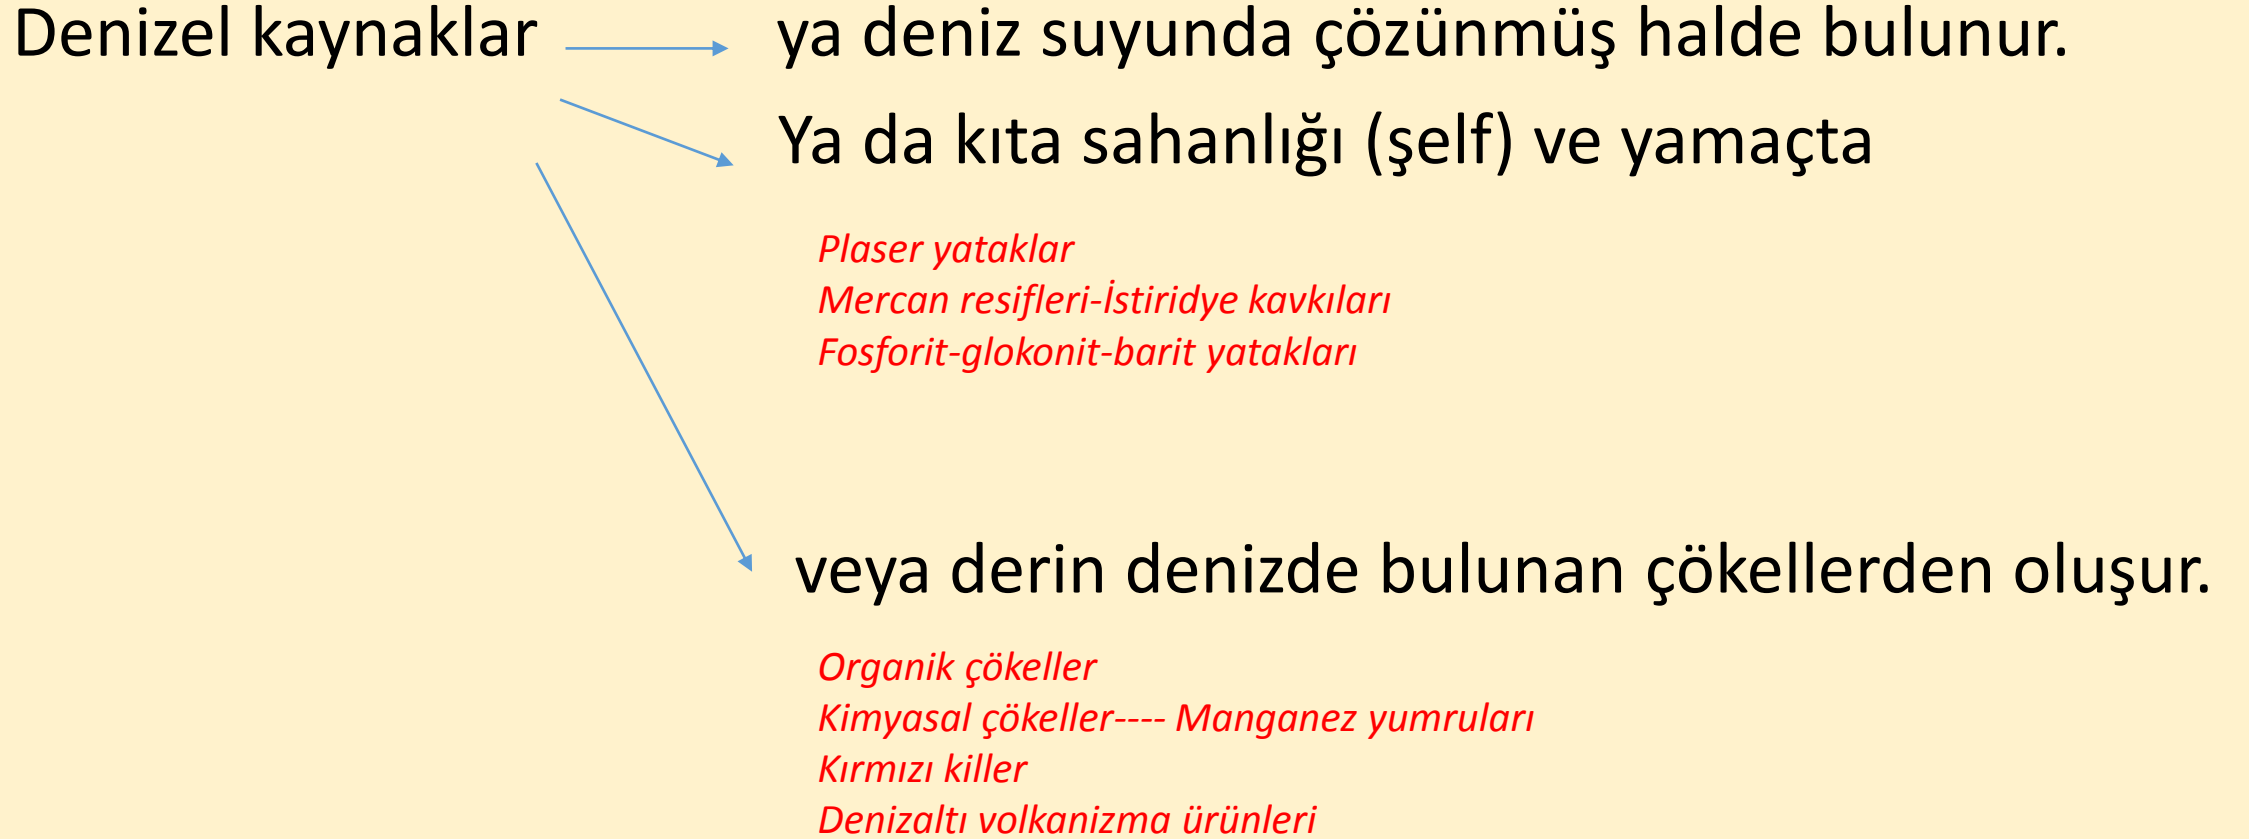 Denizel kaynaklar ya deniz suyunda çözünmüş halde bulunur.
Ya da kıta sahanlığı (şelf) ve yamaçta
Plaser yataklar
Mercan resifleri-İstiridye kavkıları
Fosforit-glokonit-barit yatakları
veya derin denizde bulunan çökellerden oluşur.
Organik çökeller
Kimyasal çökeller---- Manganez yumruları
Kırmızı killer
Denizaltı volkanizma ürünleri